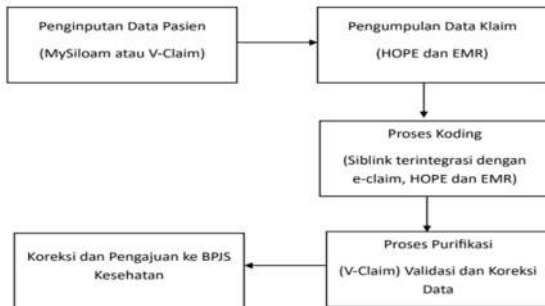 Penginputan Data Pasien
(MySiloam atau V-Claim)
Pengumpulan Data Klaim
(HOPE dan EMR)
Proses Koding
(Siblink terintegrasi dengan
e-claim, HOPE dan EMR)
Proses Purifikasi
(V-Claim) Validasi dan Koreksi
Data
Koreksi dan Pengajuan ke BPJS
Kesehatan